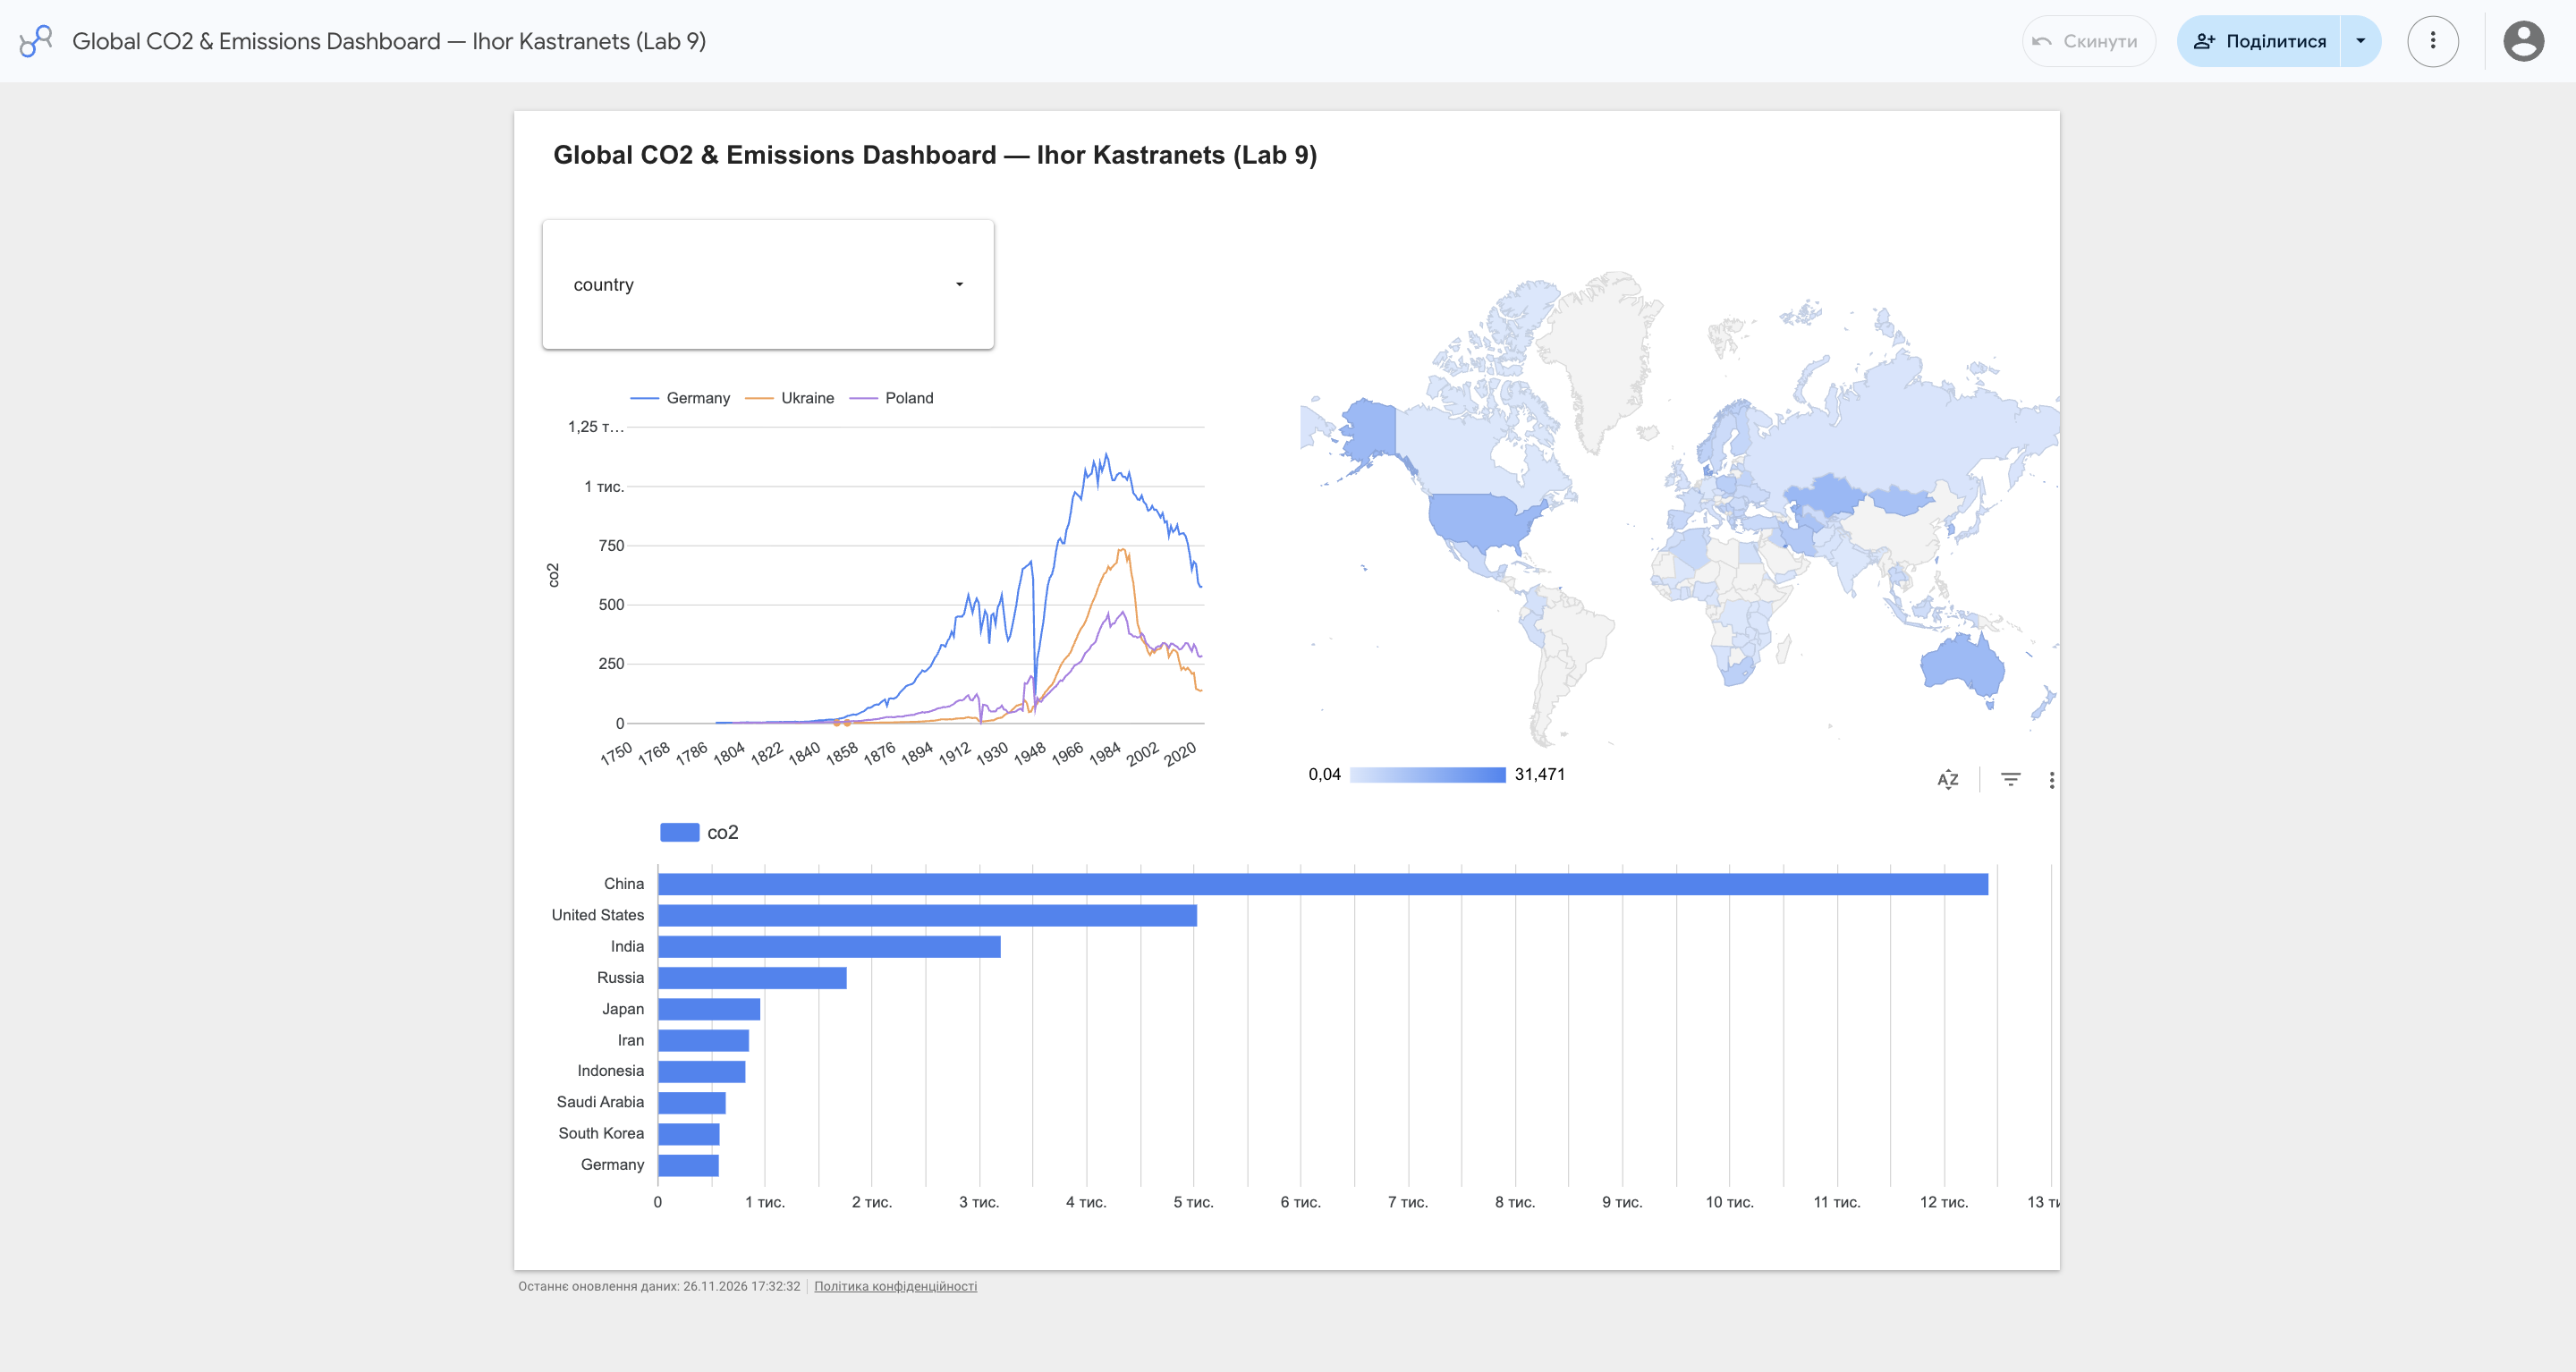 Global CO2 & Emissions Dashboard — Ihor Kastranets (Lab 9)
Скинути
Поділитися
Global CO2 & Emissions Dashboard — Ihor Kastranets (Lab 9)
country
Germany Ukraine Poland
1,25 т…
1 тис.
750
500
250
0
co2
1750 1768 1786 1804 1822 1840 1858 1876 1894 1912 1930 1948 1966 1984 2002 2020
0,04 31,471
AZ
co2
China
United States
India
Russia
Japan
Iran
Indonesia
Saudi Arabia
South Korea
Germany
0 1 тис. 2 тис. 3 тис. 4 тис. 5 тис. 6 тис. 7 тис. 8 тис. 9 тис. 10 тис. 11 тис. 12 тис. 13 ти
Останнє оновлення даних: 26.11.2026 17:32:32 Політика конфіденційності